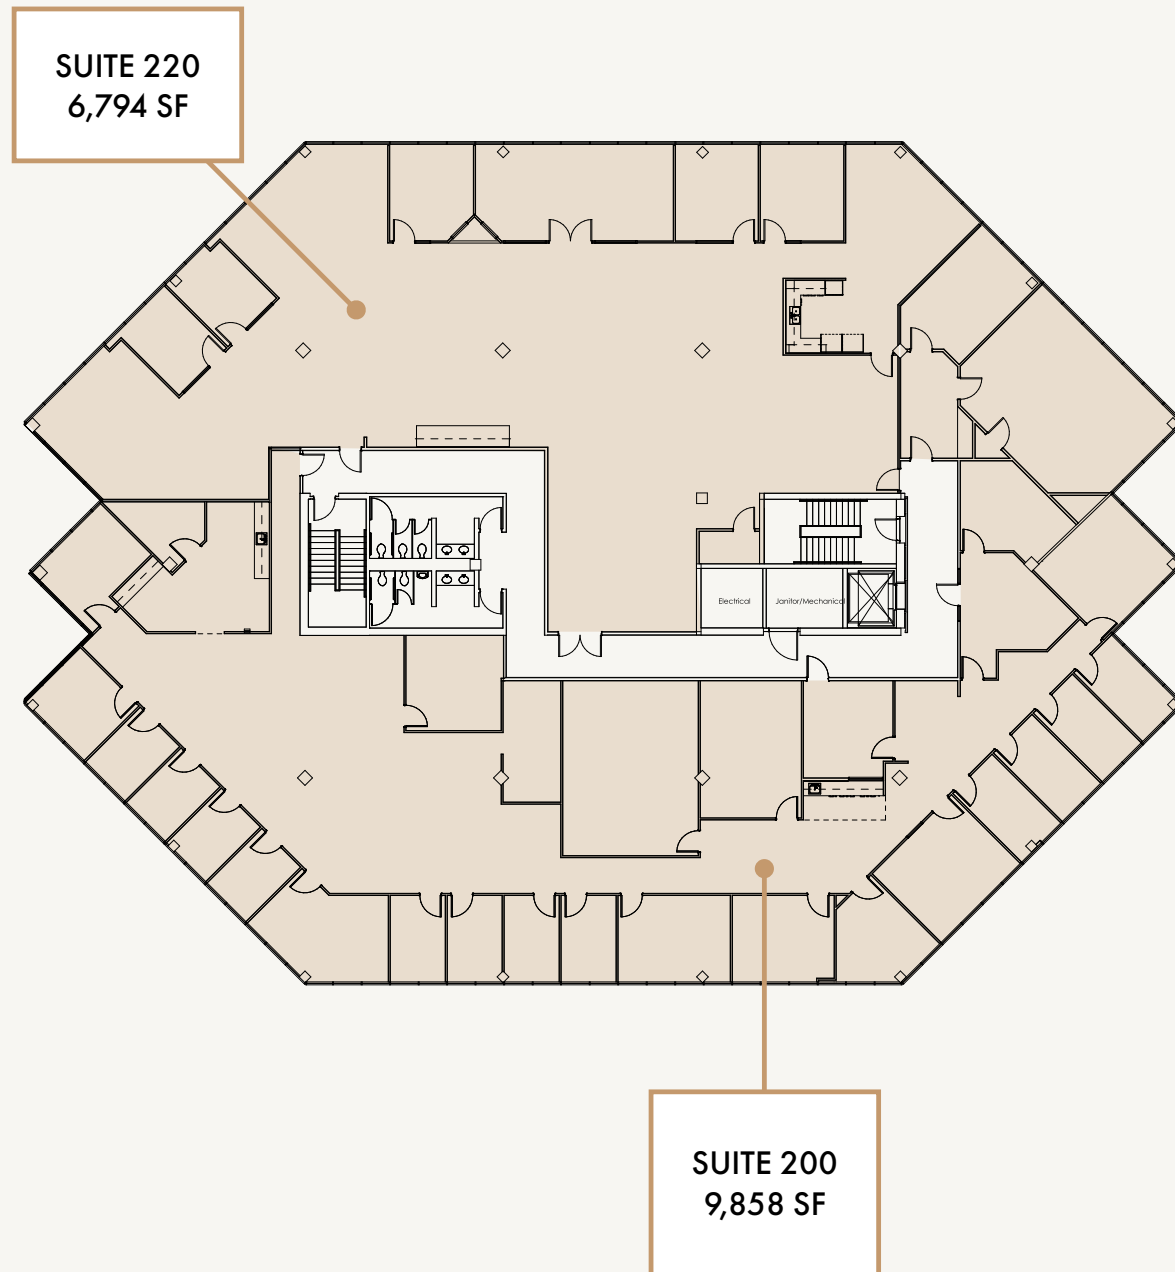 SUITE 220
6,794 SF
Electrical
Janitor/Mechanical
SUITE 200
9,858 SF